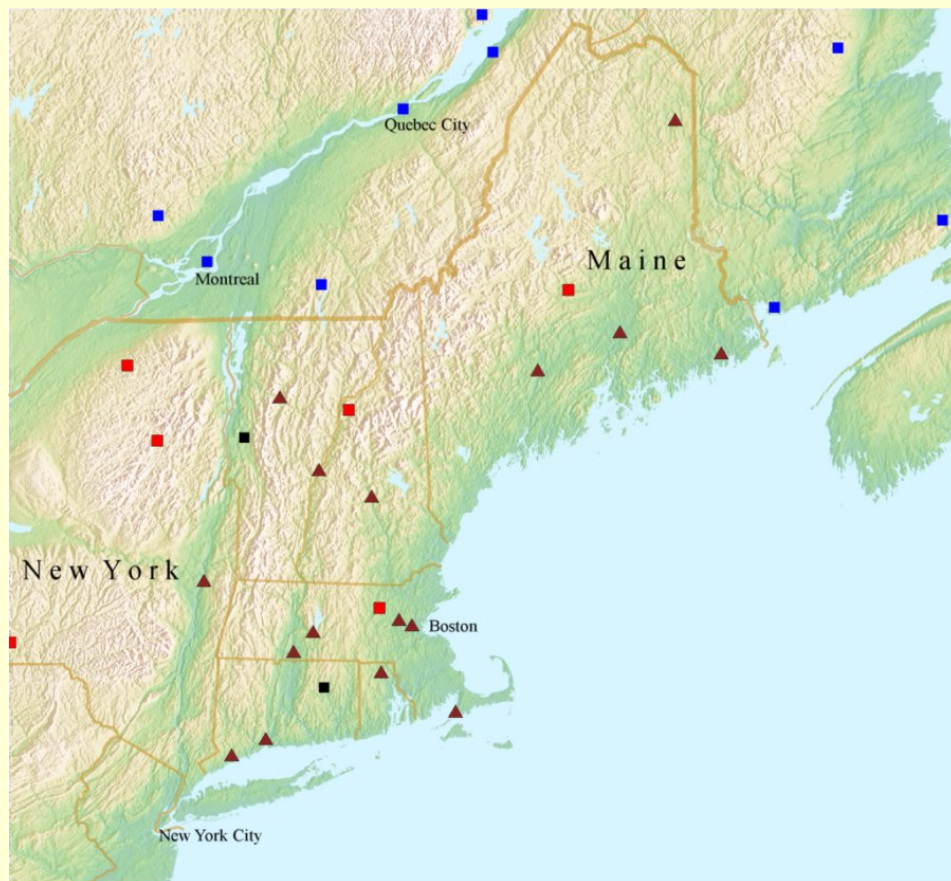 Quebec City
Maine
Montreal
New York
Boston
New York City